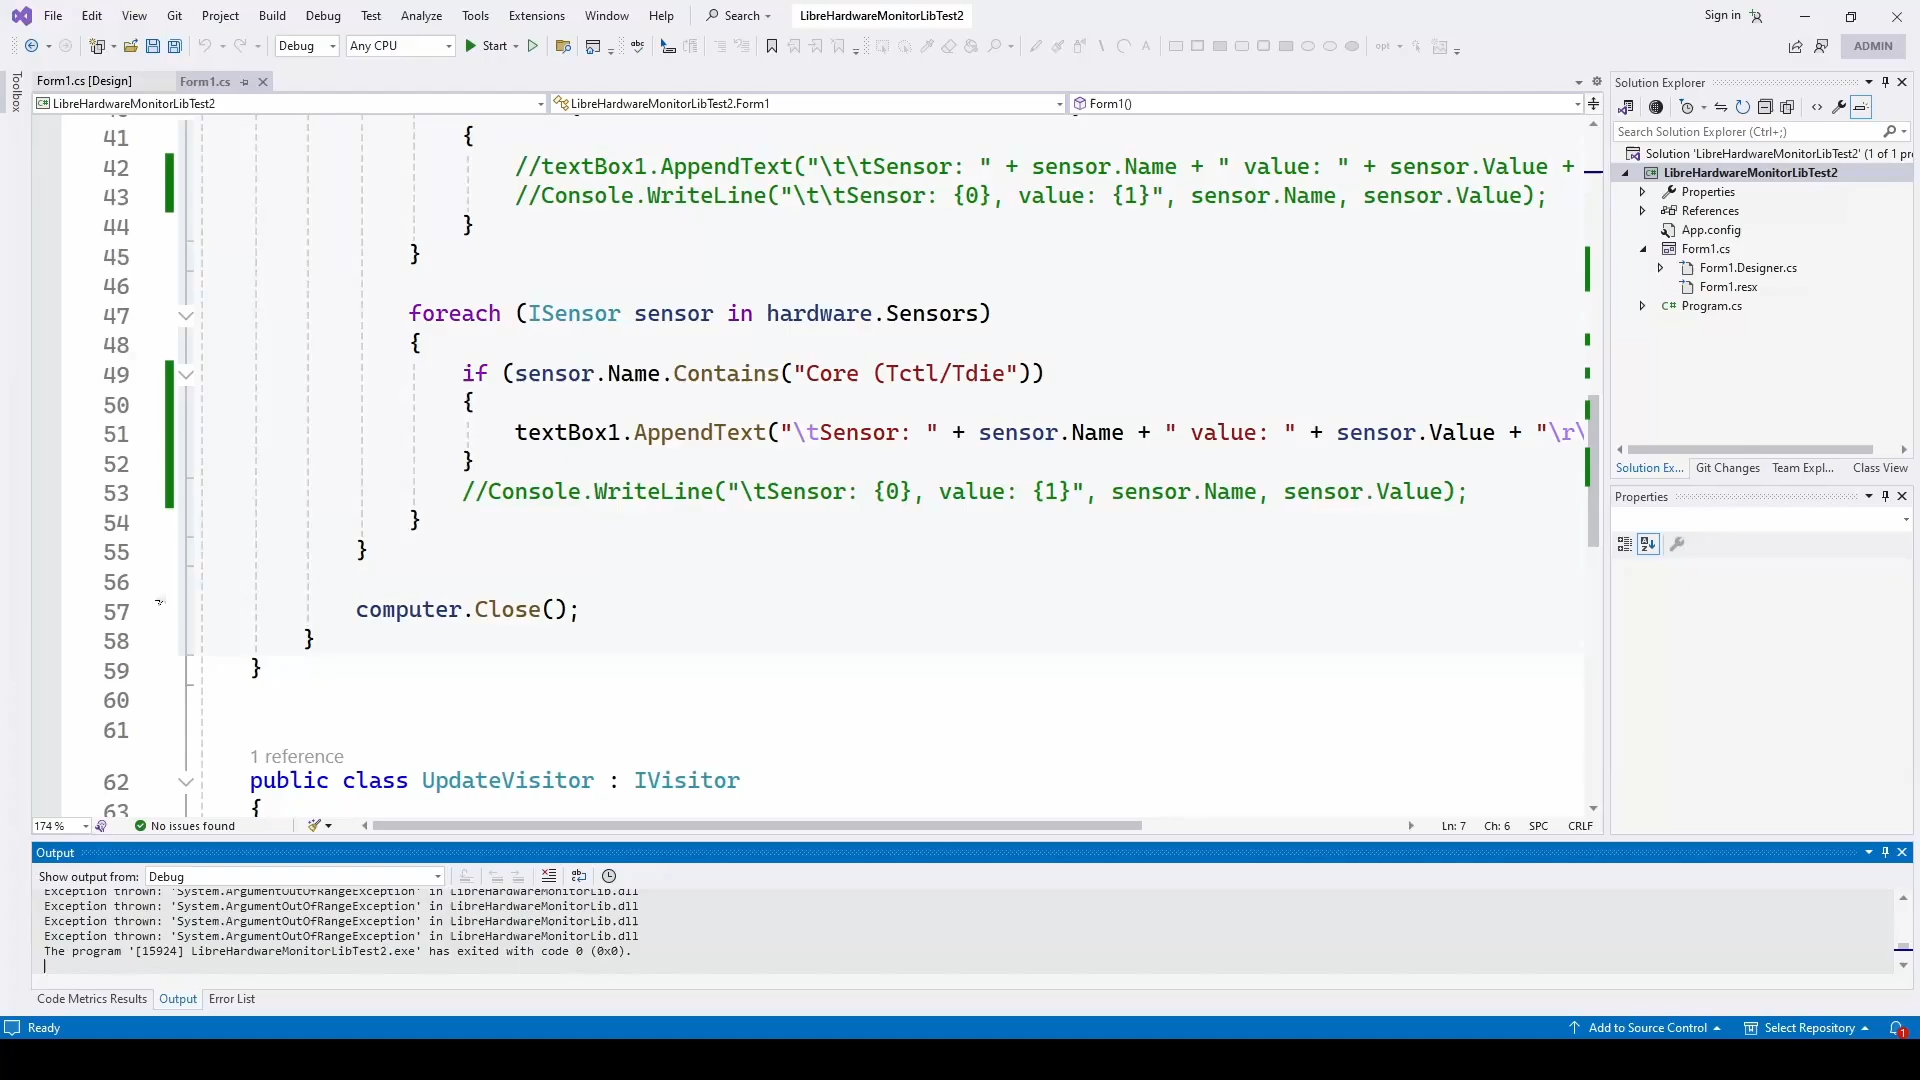 File Edit View Git Project Build Debug Test Analyze Tools Extensions Window Help Search LibreHardwareMonitorLibTest2 Sign in
Debug Any CPU Start opt ADMIN
Form1.cs [Design] Form1.cs
LibreHardwareMonitorLibTest2 LibreHardwareMonitorLibTest2.Form1 Form1()
41 {
42 //textBox1.AppendText("\t\tSensor: " + sensor.Name + " value: " + sensor.Value +
43 //Console.WriteLine("\t\tSensor: {0}, value: {1}", sensor.Name, sensor.Value);
44 }
45 }
46
47 foreach (ISensor sensor in hardware.Sensors)
48 {
49 if (sensor.Name.Contains("Core (Tctl/Tdie"))
50 {
51 textBox1.AppendText("\tSensor: " + sensor.Name + " value: " + sensor.Value + "\r\
52 }
53 //Console.WriteLine("\tSensor: {0}, value: {1}", sensor.Name, sensor.Value);
54 }
55 }
56
57 computer.Close();
58 }
59 }
60
61
1 reference
62 public class UpdateVisitor : IVisitor
63 {
174 % No issues found Ln: 7 Ch: 6 SPC CRLF
Output
Show output from: Debug
Exception thrown: 'System.ArgumentOutOfRangeException' in LibreHardwareMonitorLib.dll
Exception thrown: 'System.ArgumentOutOfRangeException' in LibreHardwareMonitorLib.dll
Exception thrown: 'System.ArgumentOutOfRangeException' in LibreHardwareMonitorLib.dll
Exception thrown: 'System.ArgumentOutOfRangeException' in LibreHardwareMonitorLib.dll
The program '[15924] LibreHardwareMonitorLibTest2.exe' has exited with code 0 (0x0).
Code Metrics Results Output Error List
Ready Add to Source Control Select Repository 1
Toolbox
Solution Explorer
Search Solution Explorer (Ctrl+;)
Solution 'LibreHardwareMonitorLibTest2' (1 of 1 pr
C# LibreHardwareMonitorLibTest2
Properties
References
App.config
Form1.cs
Form1.Designer.cs
Form1.resx
C# Program.cs
Solution Ex... Git Changes Team Expl... Class View
Properties